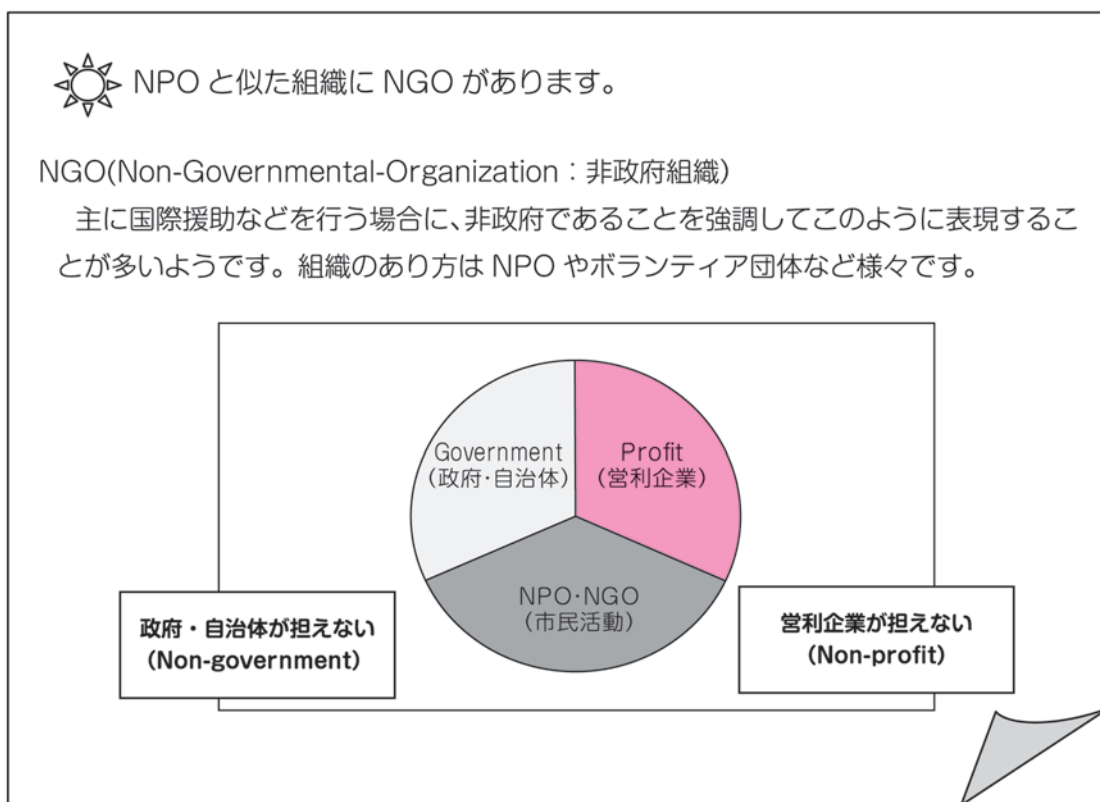 NPO と似た組織に NGO があります。
NGO(Non-Governmental-Organization：非政府組織)
主に国際援助などを行う場合に、非政府であることを強調してこのように表現するこ
とが多いようです。組織のあり方は NPO やボランティア団体など様々です。
Government
(政府・自治体)
Profit
(営利企業)
NPO・NGO
(市民活動)
政府・自治体が担えない
(Non-government)
営利企業が担えない
(Non-profit)